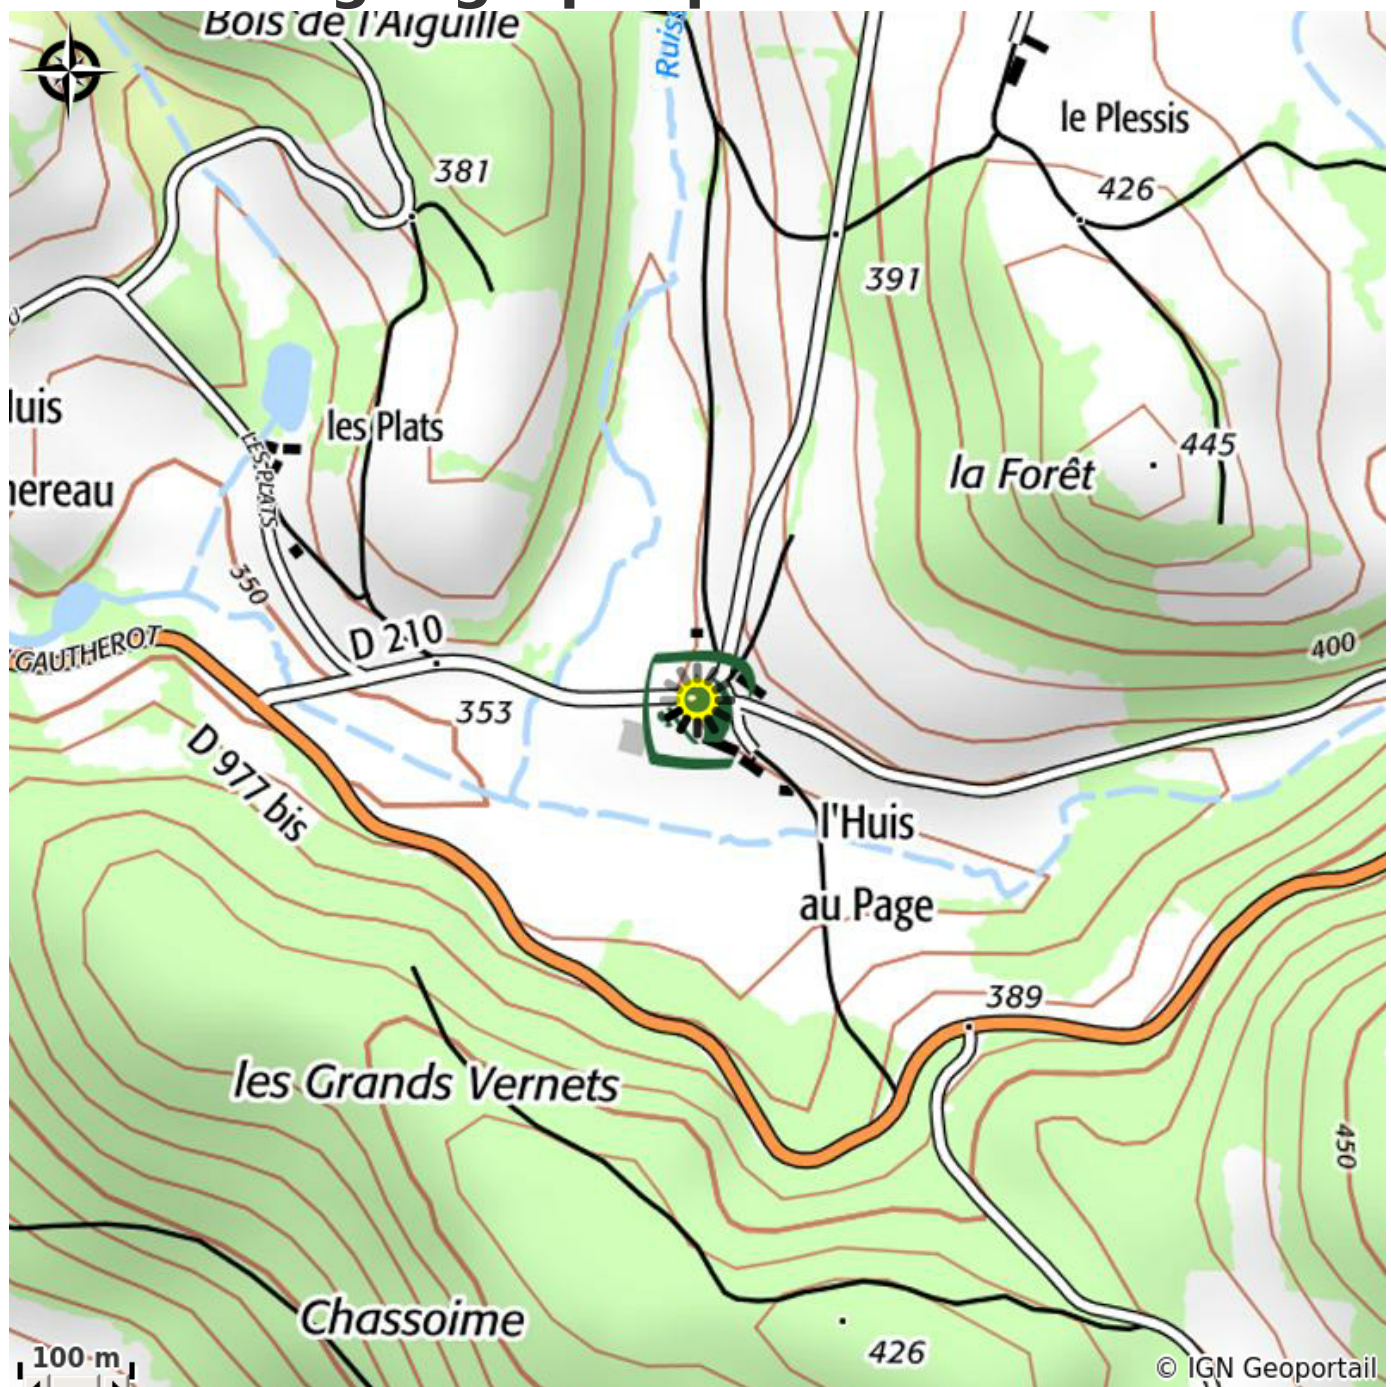 Bois de l'Aiguille
Ruiss
381
le Plessis
426
391
les Plats
LES PLATS
445
la Forêt
350
D 210
GAUTHEROT
400
353
D 977 bis
l'Huis
au Page
389
les Grands Vernets
450
Chassoime
426
100 m
© IGN Geoportail